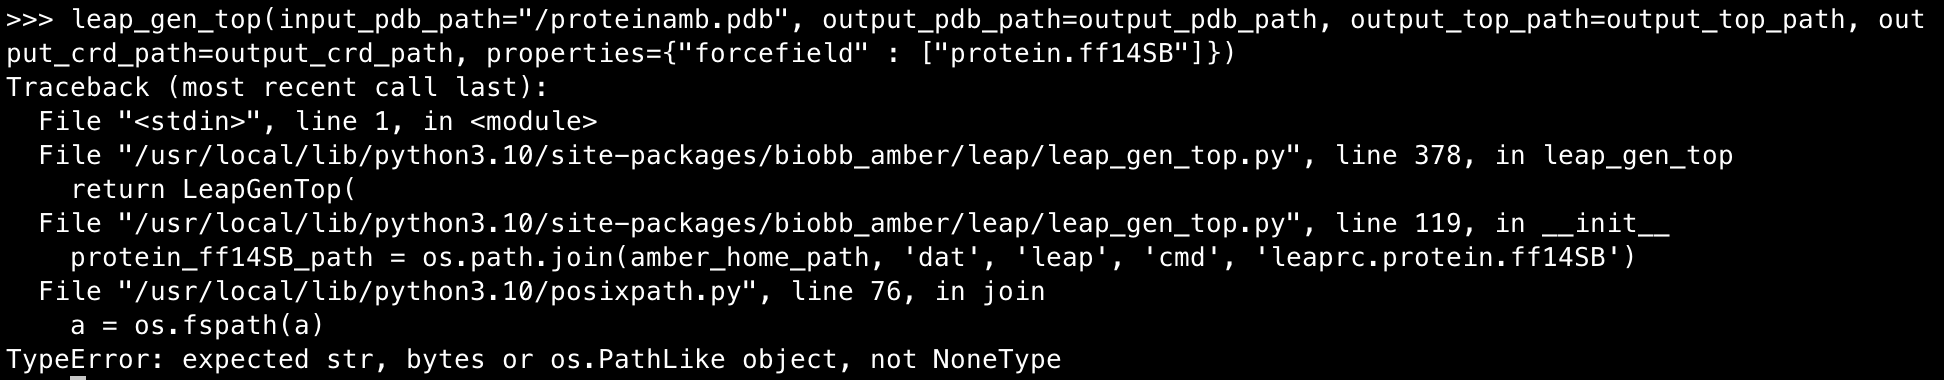 >>> leap_gen_top(input_pdb_path="/proteinamb.pdb", output_pdb_path=output_pdb_path, output_top_path=output_top_path, out
put_crd_path=output_crd_path, properties={"forcefield" : ["protein.ff14SB"]})
Traceback (most recent call last):
  File "<stdin>", line 1, in <module>
  File "/usr/local/lib/python3.10/site-packages/biobb_amber/leap/leap_gen_top.py", line 378, in leap_gen_top
    return LeapGenTop(
  File "/usr/local/lib/python3.10/site-packages/biobb_amber/leap/leap_gen_top.py", line 119, in __init__
    protein_ff14SB_path = os.path.join(amber_home_path, 'dat', 'leap', 'cmd', 'leaprc.protein.ff14SB')
  File "/usr/local/lib/python3.10/posixpath.py", line 76, in join
    a = os.fspath(a)
TypeError: expected str, bytes or os.PathLike object, not NoneType